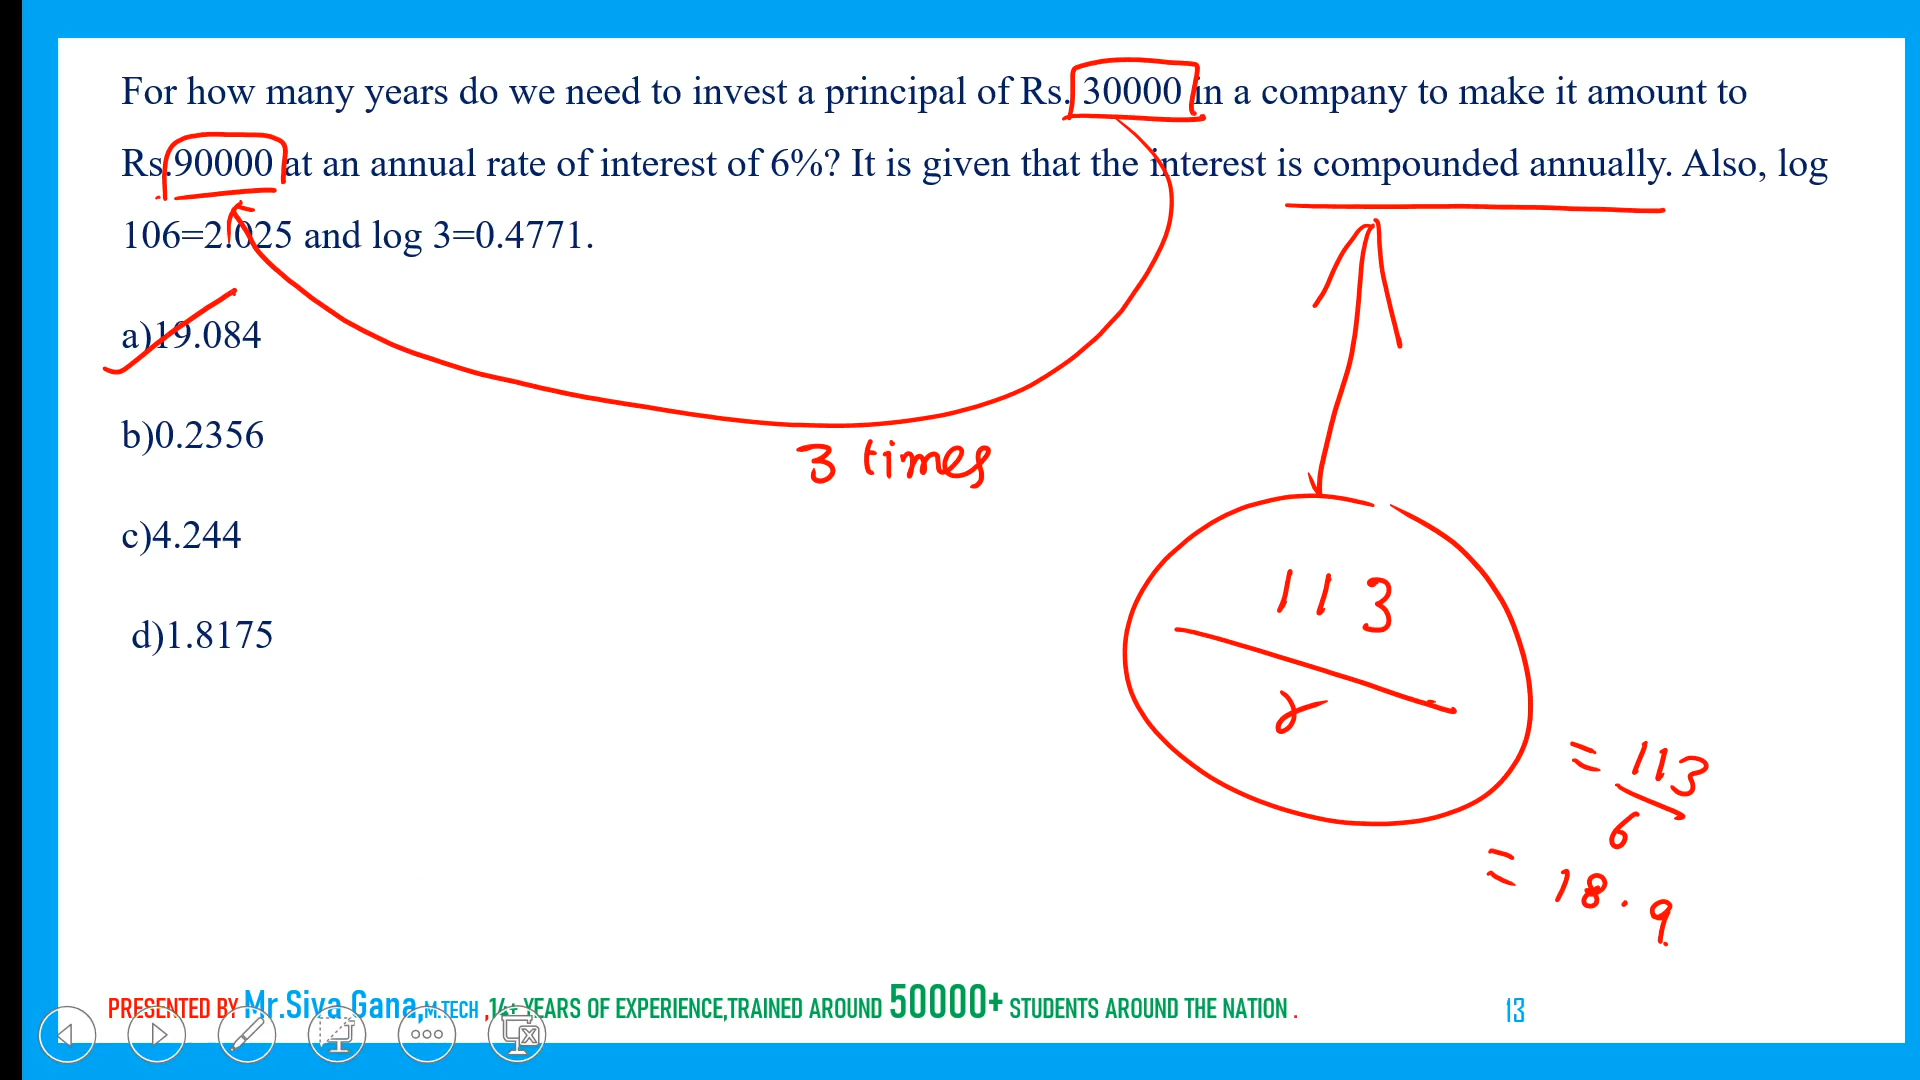 For how many years do we need to invest a principal of Rs. 30000 in a company to make it amount to
Rs.90000 at an annual rate of interest of 6%? It is given that the interest is compounded annually. Also, log
106=2.025 and log 3=0.4771.
a)19.084
b)0.2356
3 times
c)4.244
d)1.8175
113
r
= 113
6
= 18.9
PRESENTED BY Mr.Siva Gana,M.TECH ,14+ YEARS OF EXPERIENCE,TRAINED AROUND 50000+ STUDENTS AROUND THE NATION .
13